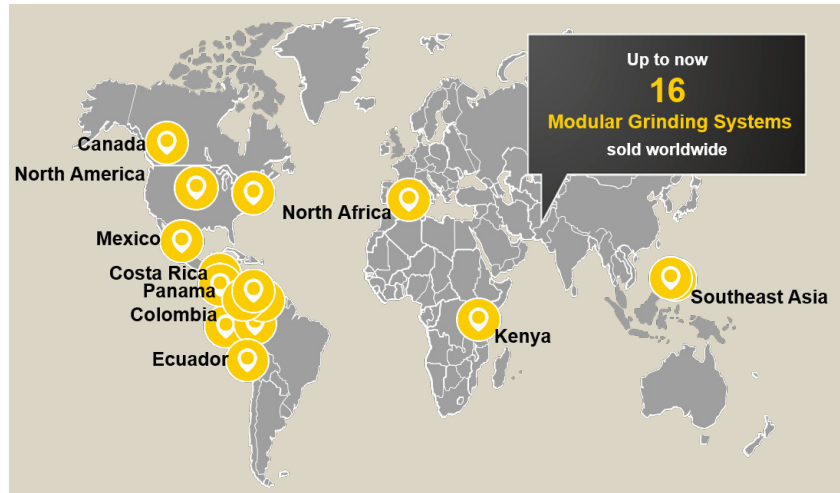 Up to now
16
Modular Grinding Systems
sold worldwide
Canada
North America
North Africa
Mexico
Costa Rica
Panama
Colombia
Southeast Asia
Kenya
Ecuador